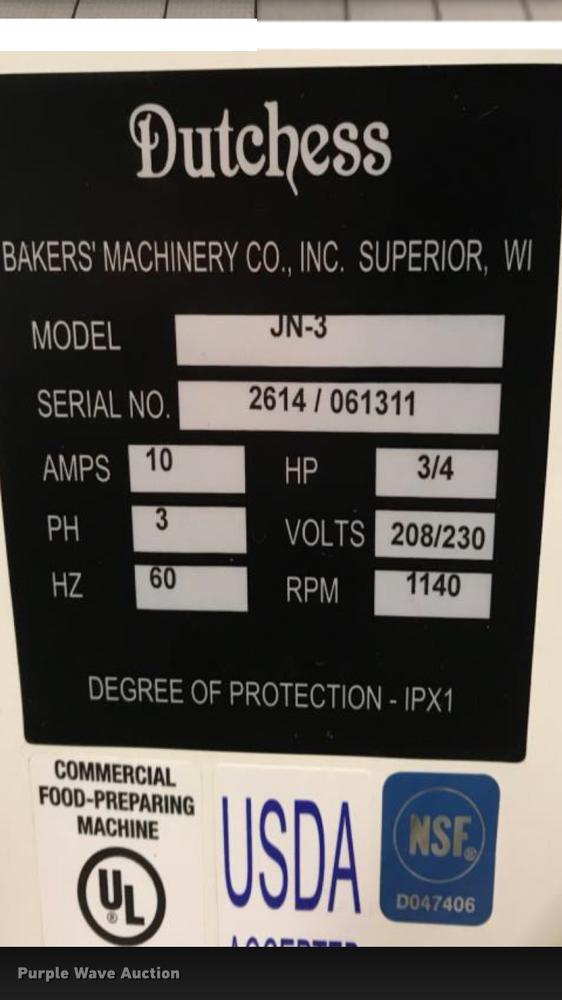 Dutchess
BAKERS' MACHINERY CO., INC. SUPERIOR, WI
MODEL JN-3
SERIAL NO. 2614 / 061311
AMPS 10 HP 3/4
PH 3 VOLTS 208/230
HZ 60 RPM 1140
DEGREE OF PROTECTION - IPX1
COMMERCIAL
FOOD-PREPARING
MACHINE
UL ®
USDA
ACCEPTED
NSF®
D047406
Purple Wave Auction